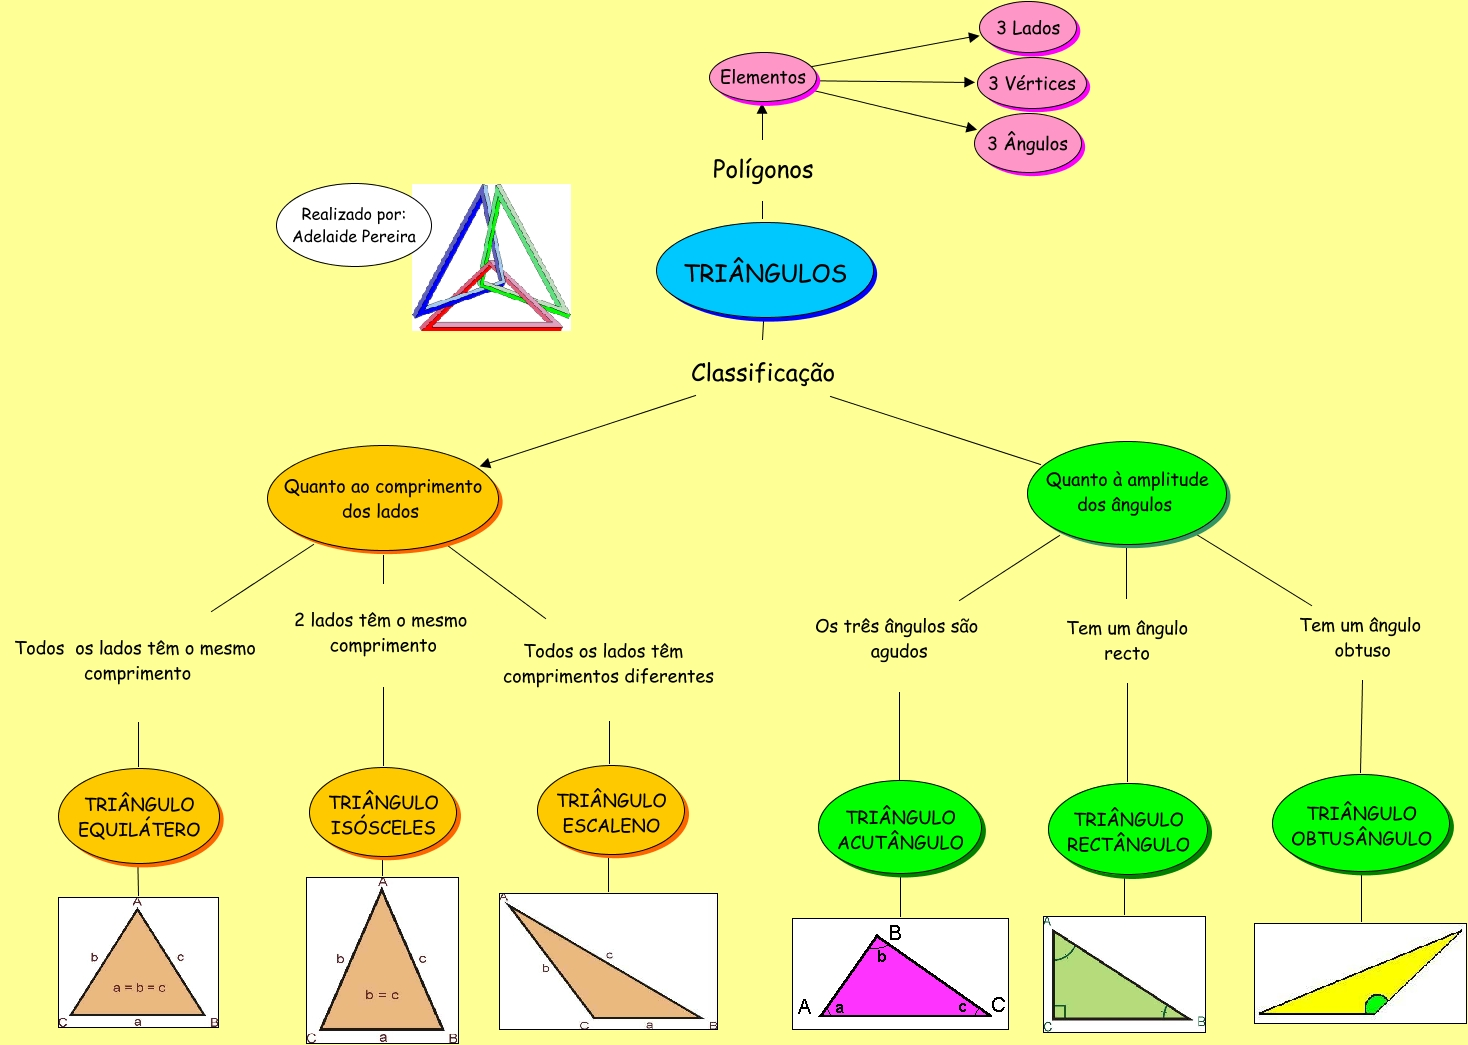 3 Lados
Elementos
3 Vértices
3 Ângulos
Polígonos
Realizado por:
Adelaide Pereira
TRIÂNGULOS
Classificação
Quanto ao comprimento
dos lados
Quanto à amplitude
dos ângulos
Todos os lados têm o mesmo
comprimento
2 lados têm o mesmo
comprimento
Todos os lados têm
comprimentos diferentes
Os três ângulos são
agudos
Tem um ângulo
recto
Tem um ângulo
obtuso
TRIÂNGULO
EQUILÁTERO
TRIÂNGULO
ISÓSCELES
TRIÂNGULO
ESCALENO
TRIÂNGULO
ACUTÂNGULO
TRIÂNGULO
RECTÂNGULO
TRIÂNGULO
OBTUSÂNGULO
A
b c
a = b = c
C a B
A
b c
b = c
C a B
A
c
b
C a B
B
b
A a c C
A
C B